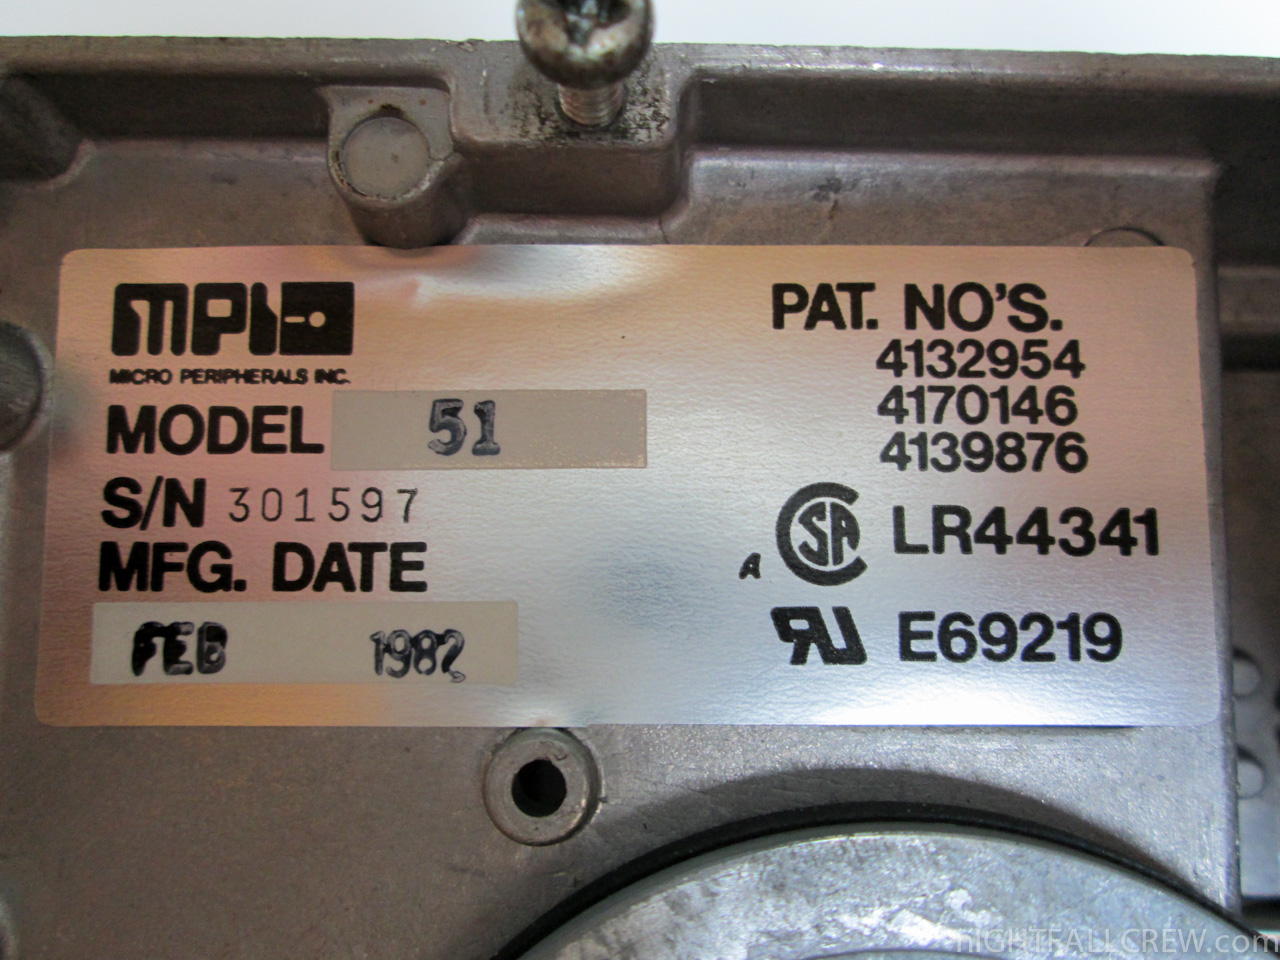 MPI
MICRO PERIPHERALS INC.
MODEL 51
S/N 301597
MFG. DATE
FEB 1982
PAT. NO'S.
4132954
4170146
4139876
A SA LR44341
RU E69219
nIGHTFALLCREW.com